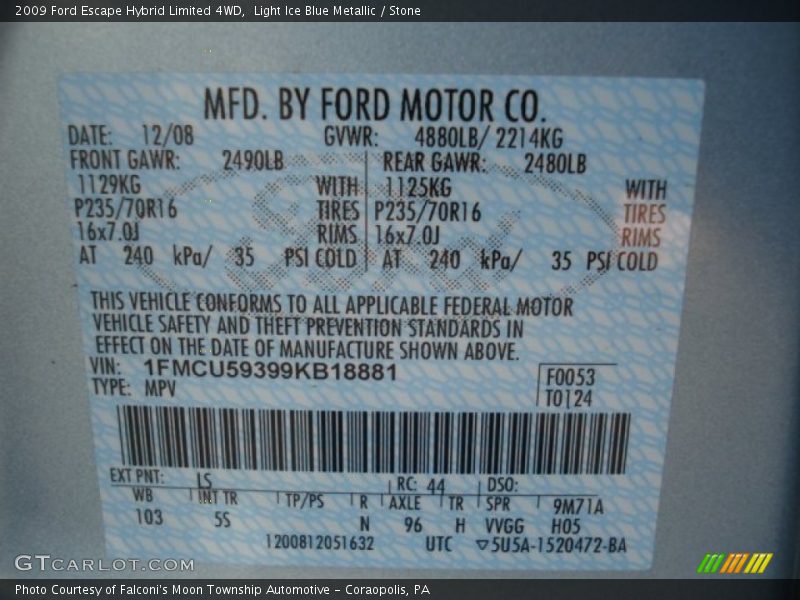 2009 Ford Escape Hybrid Limited 4WD,  Light Ice Blue Metallic / Stone
MFD. BY FORD MOTOR CO.
DATE: 12/08 GVWR: 4880LB/ 2214KG
FRONT GAWR: 2490LB REAR GAWR: 2480LB
1129KG WITH 1125KG WITH
P235/70R16 TIRES P235/70R16 TIRES
16x7.0J RIMS 16x7.0J RIMS
AT 240 kPa/ 35 PSI COLD AT 240 kPa/ 35 PSI COLD
THIS VEHICLE CONFORMS TO ALL APPLICABLE FEDERAL MOTOR
VEHICLE SAFETY AND THEFT PREVENTION STANDARDS IN
EFFECT ON THE DATE OF MANUFACTURE SHOWN ABOVE.
VIN: 1FMCU59399KB18881 F0053
TYPE: MPV T0124
EXT PNT: LS RC: 44 DSO:
WB INT TR TP/PS R AXLE TR SPR 9M71A
103 5S N 96 H VVGG H05
1200812051632 UTC ▽5U5A-1520472-BA
GTCARLOT.COM
Photo Courtesy of Falconi's Moon Township Automotive – Coraopolis, PA